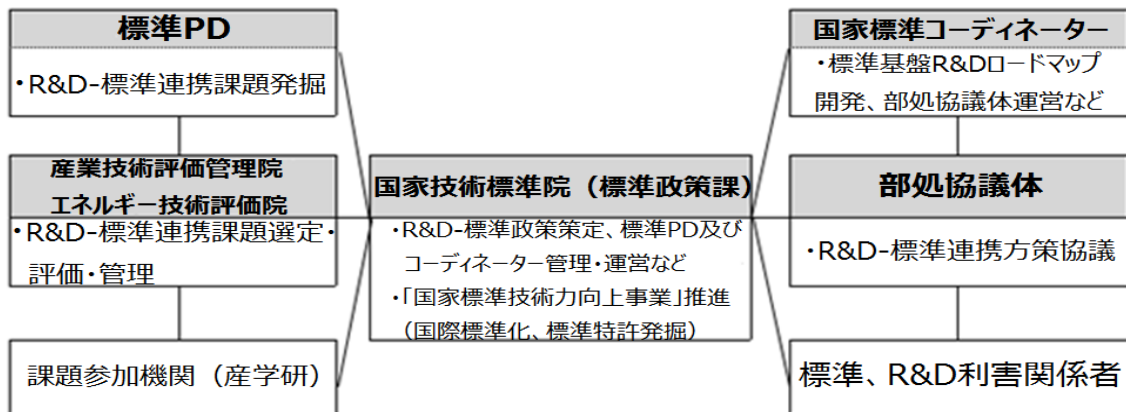 標準PD
・R&D-標準連携課題発掘
産業技術評価管理院
エネルギー技術評価院
・R&D-標準連携課題選定・
評価・管理
課題参加機関（産学研）
国家技術標準院（標準政策課）
・R&D-標準政策策定、標準PD及び
コーディネーター管理・運営など
・「国家標準技術力向上事業」推進
（国際標準化、標準特許発掘）
国家標準コーディネーター
・標準基盤R&Dロードマップ
開発、部処協議体運営など
部処協議体
・R&D-標準連携方策協議
標準、R&D利害関係者